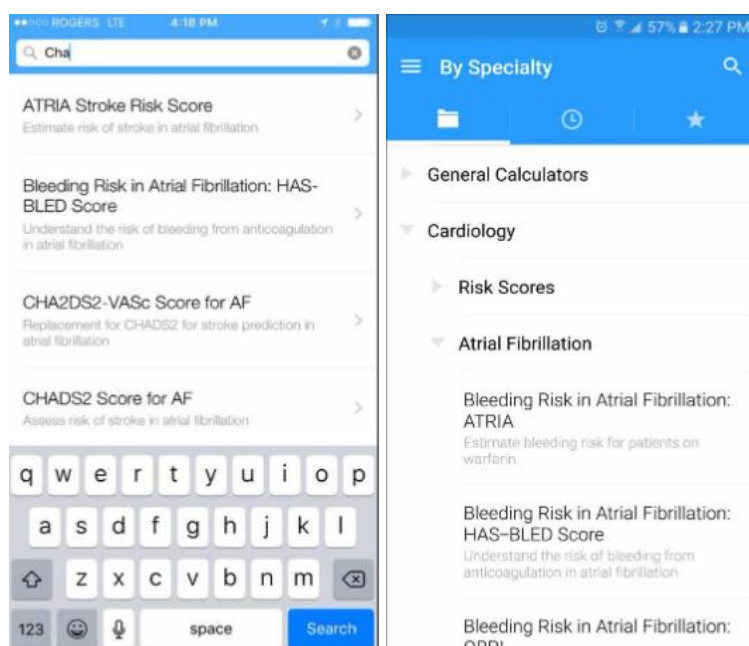 ROGERS LTE 4:18 PM
Cha
ATRIA Stroke Risk Score
Estimate risk of stroke in atrial fibrillation
Bleeding Risk in Atrial Fibrillation: HAS-
BLED Score
Understand the risk of bleeding from anticoagulation
in atrial fibrillation
CHA2DS2-VASc Score for AF
Replacement for CHADS2 for stroke prediction in
atrial fibrillation
CHADS2 Score for AF
Assess risk of stroke in atrial fibrillation
q w e r t y u i o p
a s d f g h j k l
z x c v b n m
123 space Search
57% 2:27 PM
By Specialty
General Calculators
Cardiology
Risk Scores
Atrial Fibrillation
Bleeding Risk in Atrial Fibrillation:
ATRIA
Estimate bleeding risk for patients on
warfarin.
Bleeding Risk in Atrial Fibrillation:
HAS-BLED Score
Understand the risk of bleeding from
anticoagulation in atrial fibrillation
Bleeding Risk in Atrial Fibrillation: